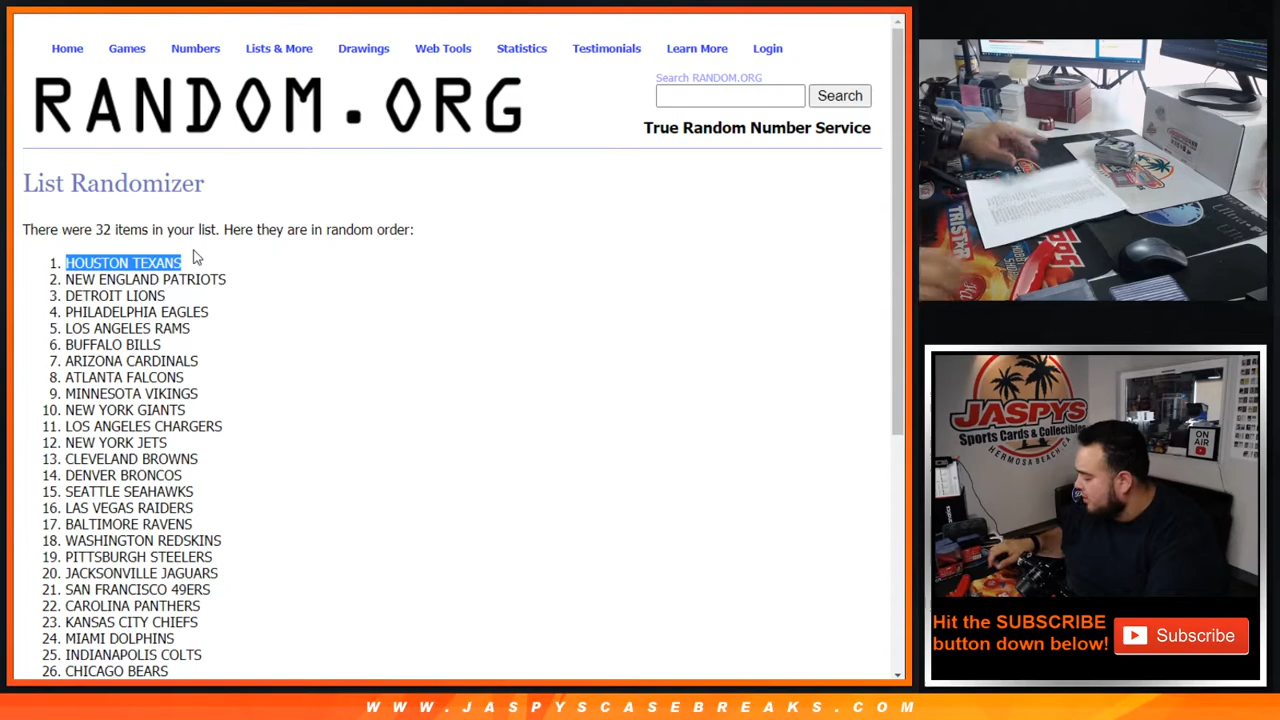 Home Games Numbers Lists & More Drawings Web Tools Statistics Testimonials Learn More Login
RANDOM.ORG
Search RANDOM.ORG
Search
True Random Number Service
List Randomizer
There were 32 items in your list. Here they are in random order:
1. HOUSTON TEXANS
2. NEW ENGLAND PATRIOTS
3. DETROIT LIONS
4. PHILADELPHIA EAGLES
5. LOS ANGELES RAMS
6. BUFFALO BILLS
7. ARIZONA CARDINALS
8. ATLANTA FALCONS
9. MINNESOTA VIKINGS
10. NEW YORK GIANTS
11. LOS ANGELES CHARGERS
12. NEW YORK JETS
13. CLEVELAND BROWNS
14. DENVER BRONCOS
15. SEATTLE SEAHAWKS
16. LAS VEGAS RAIDERS
17. BALTIMORE RAVENS
18. WASHINGTON REDSKINS
19. PITTSBURGH STEELERS
20. JACKSONVILLE JAGUARS
21. SAN FRANCISCO 49ERS
22. CAROLINA PANTHERS
23. KANSAS CITY CHIEFS
24. MIAMI DOLPHINS
25. INDIANAPOLIS COLTS
26. CHICAGO BEARS
TRISTAR
HOBBY
SHOW
JASPYS
JASPYS
Sports Cards & Collectibles
HERMOSA BEACH, CA
ON
AIR
Hit the SUBSCRIBE
button down below!
Subscribe
WWW.JASPYSCASEBREAKS.COM